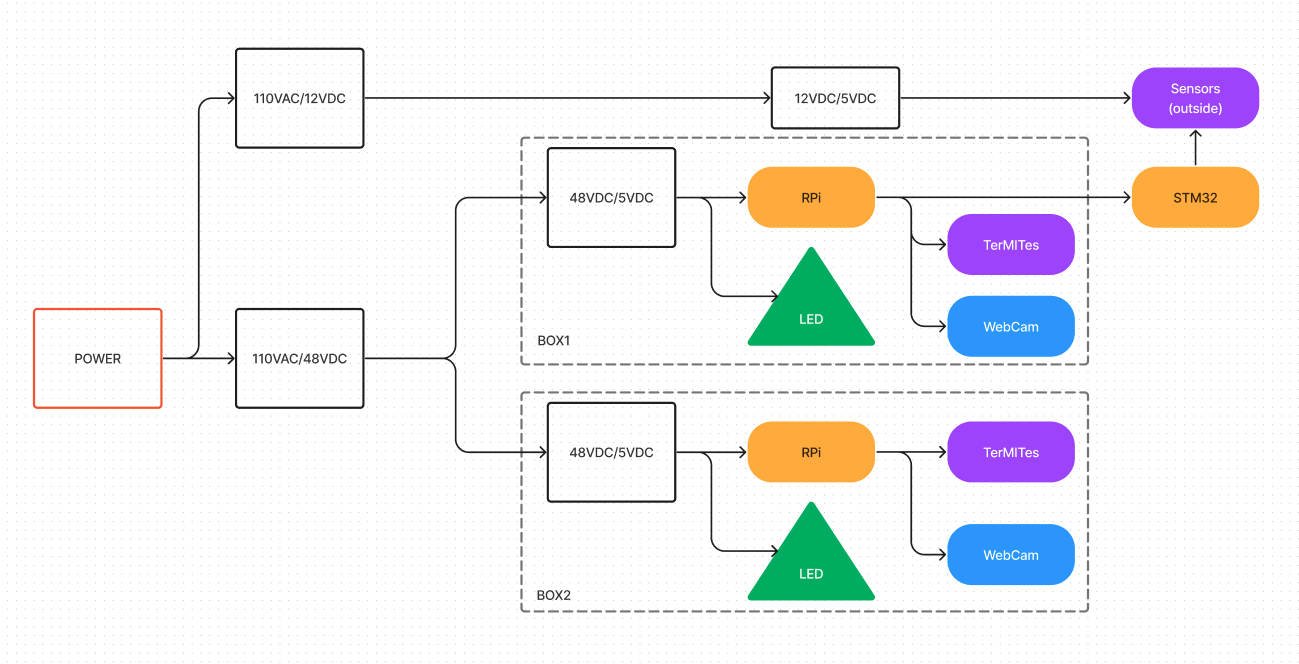 110VAC/12VDC
12VDC/5VDC
Sensors
(outside)
48VDC/5VDC
RPi
STM32
TerMITes
LED
WebCam
BOX1
POWER
110VAC/48VDC
48VDC/5VDC
RPi
TerMITes
LED
WebCam
BOX2